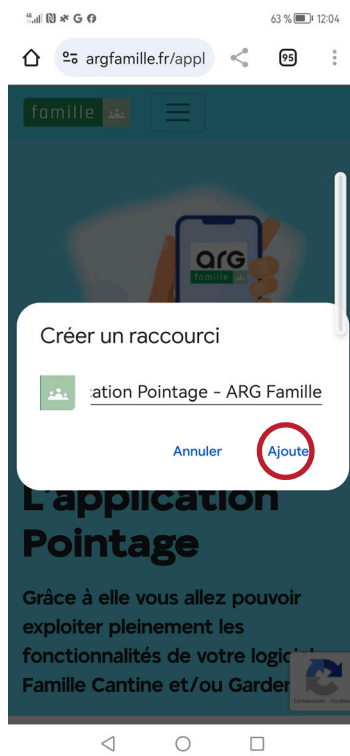 63 % 12:04
argfamille.fr/appl
95
famille
arg
famille
Créer un raccourci
ation Pointage - ARG Famille
Annuler
Ajoute
L'application
Pointage
Grâce à elle vous allez pouvoir
exploiter pleinement les
fonctionnalités de votre logiciel
Famille Cantine et/ou Garder